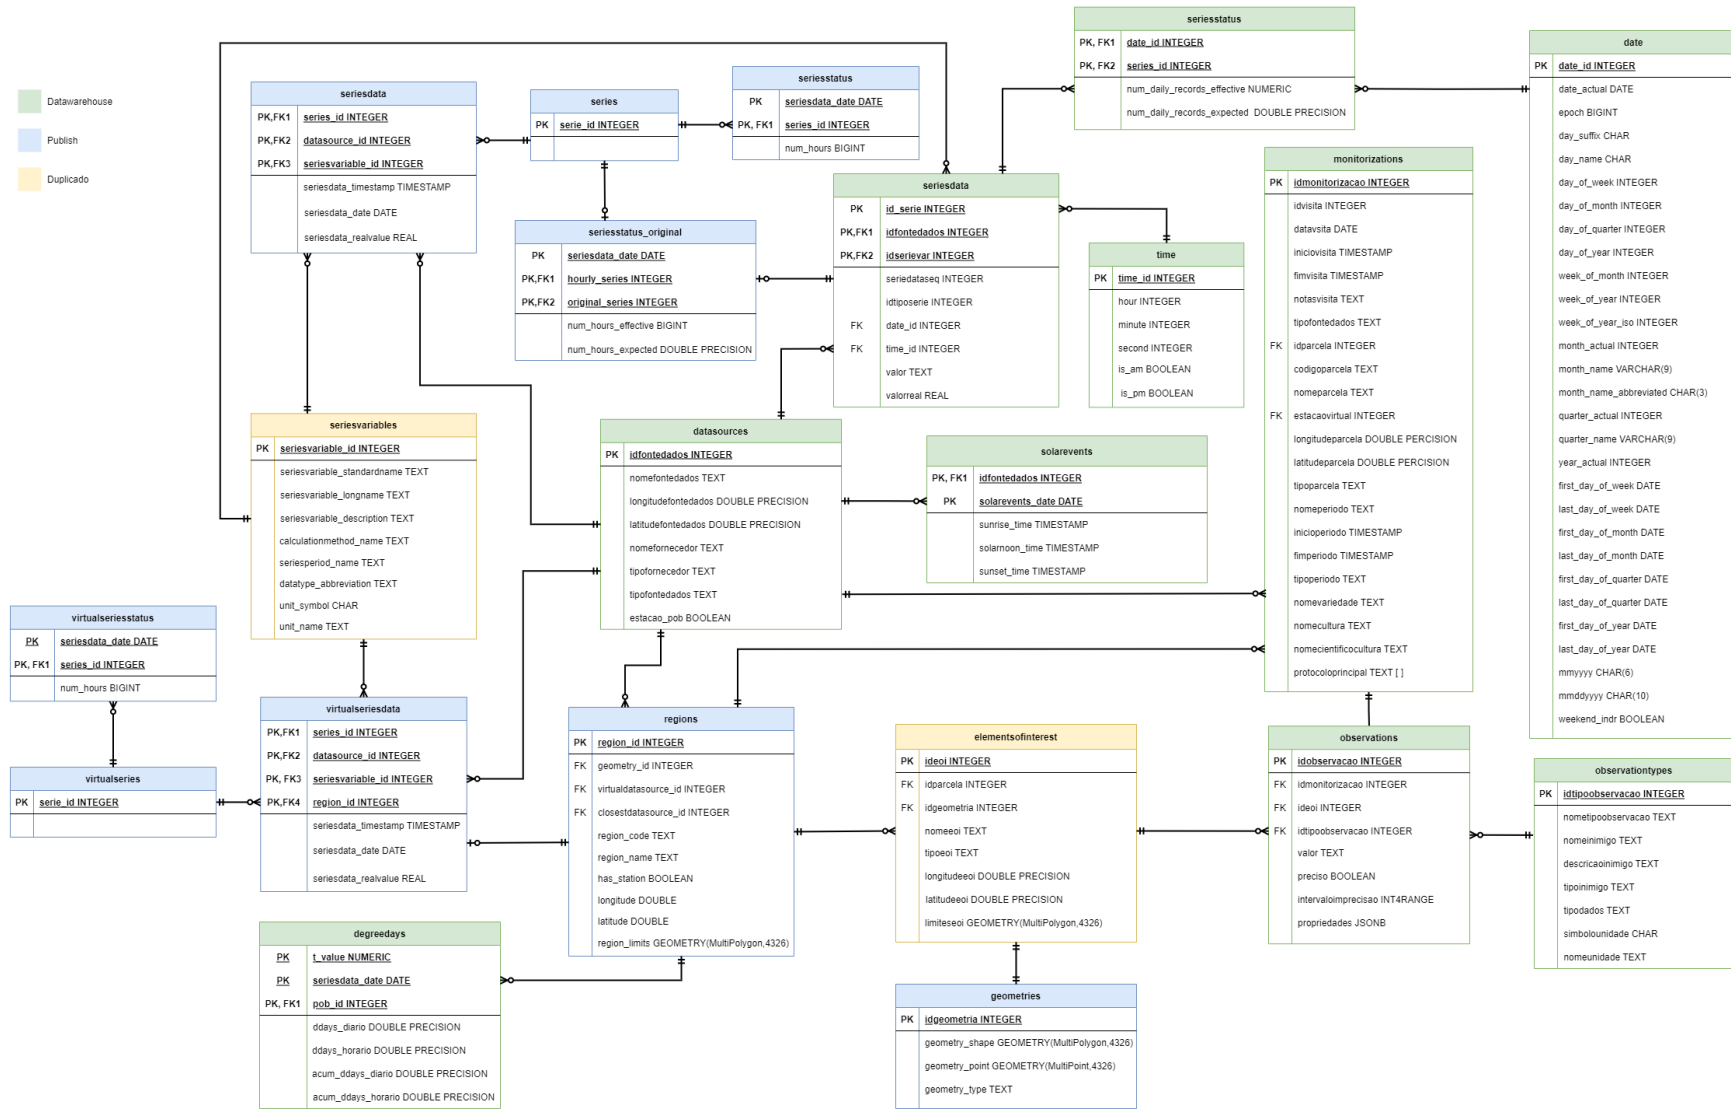 Datawarehouse
Publish
Duplicado
seriesdata
PK,FK1 series_id INTEGER
PK,FK2 datasource_id INTEGER
PK,FK3 seriesvariable_id INTEGER
seriesdata_timestamp TIMESTAMP
seriesdata_date DATE
seriesdata_realvalue REAL
series
PK serie_id INTEGER
seriesstatus
PK seriesdata_date DATE
PK, FK1 series_id INTEGER
num_hours BIGINT
seriesstatus_original
PK seriesdata_date DATE
PK,FK1 hourly_series INTEGER
PK,FK2 original_series INTEGER
num_hours_effective BIGINT
num_hours_expected DOUBLE PRECISION
seriesdata
PK id_serie INTEGER
PK,FK1 idfontedados INTEGER
PK,FK2 idserievar INTEGER
seriedataseq INTEGER
idtiposerie INTEGER
FK date_id INTEGER
FK time_id INTEGER
valor TEXT
valorreal REAL
seriesstatus
PK, FK1 date_id INTEGER
PK, FK2 series_id INTEGER
num_daily_records_effective NUMERIC
num_daily_records_expected DOUBLE PRECISION
time
PK time_id INTEGER
hour INTEGER
minute INTEGER
second INTEGER
is_am BOOLEAN
is_pm BOOLEAN
monitorizations
PK idmonitorizacao INTEGER
idvisita INTEGER
datavsita DATE
iniciovisita TIMESTAMP
fimvisita TIMESTAMP
notasvisita TEXT
tipofontedados TEXT
FK idparcela INTEGER
codigoparcela TEXT
nomeparcela TEXT
FK estacaovirtual INTEGER
longitudeparcela DOUBLE PERCISION
latitudeparcela DOUBLE PERCISION
tipoparcela TEXT
nomeperiodo TEXT
inicioperiodo TIMESTAMP
fimperiodo TIMESTAMP
tipoperiodo TEXT
nomevariedade TEXT
nomecultura TEXT
nomecientificocultura TEXT
protocoloprincipal TEXT [ ]
date
PK date_id INTEGER
date_actual DATE
epoch BIGINT
day_suffix CHAR
day_name CHAR
day_of_week INTEGER
day_of_month INTEGER
day_of_quarter INTEGER
day_of_year INTEGER
week_of_month INTEGER
week_of_year INTEGER
week_of_year_iso INTEGER
month_actual INTEGER
month_name VARCHAR(9)
month_name_abbreviated CHAR(3)
quarter_actual INTEGER
quarter_name VARCHAR(9)
year_actual INTEGER
first_day_of_week DATE
last_day_of_week DATE
first_day_of_month DATE
last_day_of_month DATE
first_day_of_quarter DATE
last_day_of_quarter DATE
first_day_of_year DATE
last_day_of_year DATE
mmyyyy CHAR(6)
mmddyyyy CHAR(10)
weekend_indr BOOLEAN
seriesvariables
PK seriesvariable_id INTEGER
seriesvariable_standardname TEXT
seriesvariable_longname TEXT
seriesvariable_description TEXT
calculationmethod_name TEXT
seriesperiod_name TEXT
datatype_abbreviation TEXT
unit_symbol CHAR
unit_name TEXT
datasources
PK idfontedados INTEGER
nomefontedados TEXT
longitudefontedados DOUBLE PRECISION
latitudefontedados DOUBLE PRECISION
nomefornecedor TEXT
tipofornecedor TEXT
tipofontedados TEXT
estacao_pob BOOLEAN
solarevents
PK, FK1 idfontedados INTEGER
PK solarevents_date DATE
sunrise_time TIMESTAMP
solarnoon_time TIMESTAMP
sunset_time TIMESTAMP
virtualseriesstatus
PK seriesdata_date DATE
PK, FK1 series_id INTEGER
num_hours BIGINT
virtualseries
PK serie_id INTEGER
virtualseriesdata
PK,FK1 series_id INTEGER
PK,FK2 datasource_id INTEGER
PK, FK3 seriesvariable_id INTEGER
PK,FK4 region_id INTEGER
seriesdata_timestamp TIMESTAMP
seriesdata_date DATE
seriesdata_realvalue REAL
regions
PK region_id INTEGER
FK geometry_id INTEGER
FK virtualdatasource_id INTEGER
FK closestdatasource_id INTEGER
region_code TEXT
region_name TEXT
has_station BOOLEAN
longitude DOUBLE
latitude DOUBLE
region_limits GEOMETRY(MultiPolygon,4326)
elementsofinterest
PK ideoi INTEGER
FK idparcela INTEGER
FK idgeometria INTEGER
nomeeoi TEXT
tipoeoi TEXT
longitudeeoi DOUBLE PRECISION
latitudeeoi DOUBLE PRECISION
limiteseoi GEOMETRY(MultiPolygon,4326)
observations
PK idobservacao INTEGER
FK idmonitorizacao INTEGER
FK ideoi INTEGER
FK idtipoobservacao INTEGER
valor TEXT
preciso BOOLEAN
intervaloimprecisao INT4RANGE
propriedades JSONB
observationtypes
PK idtipoobservacao INTEGER
nometipoobservacao TEXT
nomeinimigo TEXT
descricaoinimigo TEXT
tipoinimigo TEXT
tipodados TEXT
simbolounidade CHAR
nomeunidade TEXT
degreedays
PK t_value NUMERIC
PK seriesdata_date DATE
PK, FK1 pob_id INTEGER
ddays_diario DOUBLE PRECISION
ddays_horario DOUBLE PRECISION
acum_ddays_diario DOUBLE PRECISION
acum_ddays_horario DOUBLE PRECISION
geometries
PK idgeometria INTEGER
geometry_shape GEOMETRY(MultiPolygon,4326)
geometry_point GEOMETRY(MultiPoint,4326)
geometry_type TEXT